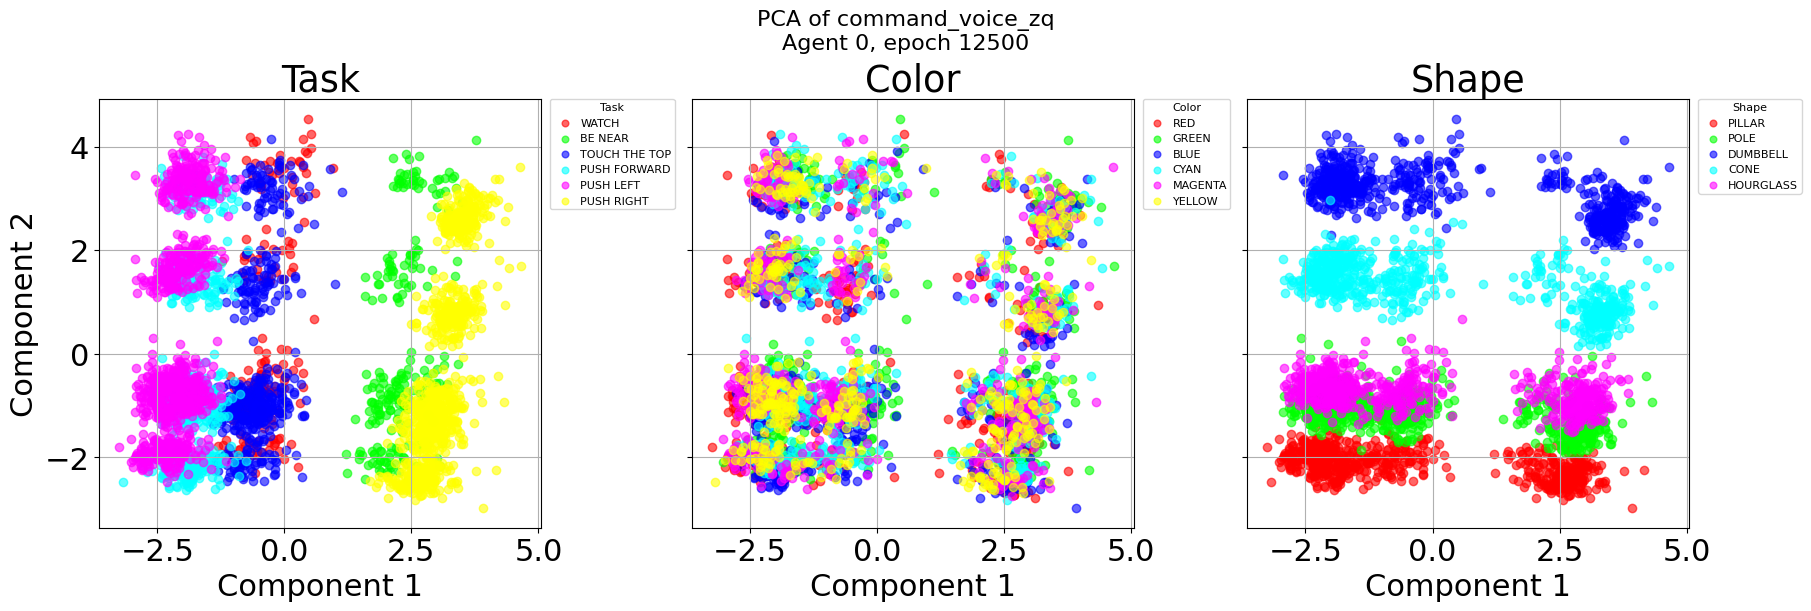 PCA of command_voice_zq
Agent 0, epoch 12500
Task
Color
Shape
Component 2
4
2
0
−2
−2.5 0.0 2.5 5.0
Component 1
Task
WATCH
BE NEAR
TOUCH THE TOP
PUSH FORWARD
PUSH LEFT
PUSH RIGHT
−2.5 0.0 2.5 5.0
Component 1
Color
RED
GREEN
BLUE
CYAN
MAGENTA
YELLOW
−2.5 0.0 2.5 5.0
Component 1
Shape
PILLAR
POLE
DUMBBELL
CONE
HOURGLASS